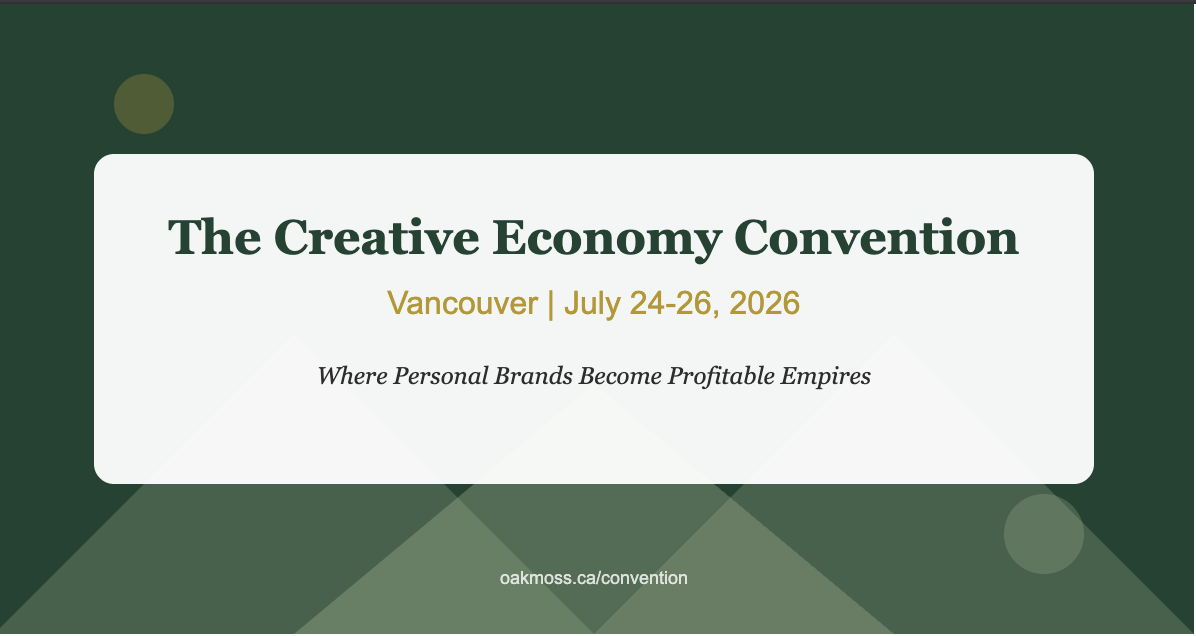 The Creative Economy Convention
Vancouver | July 24-26, 2026
Where Personal Brands Become Profitable Empires
oakmoss.ca/convention